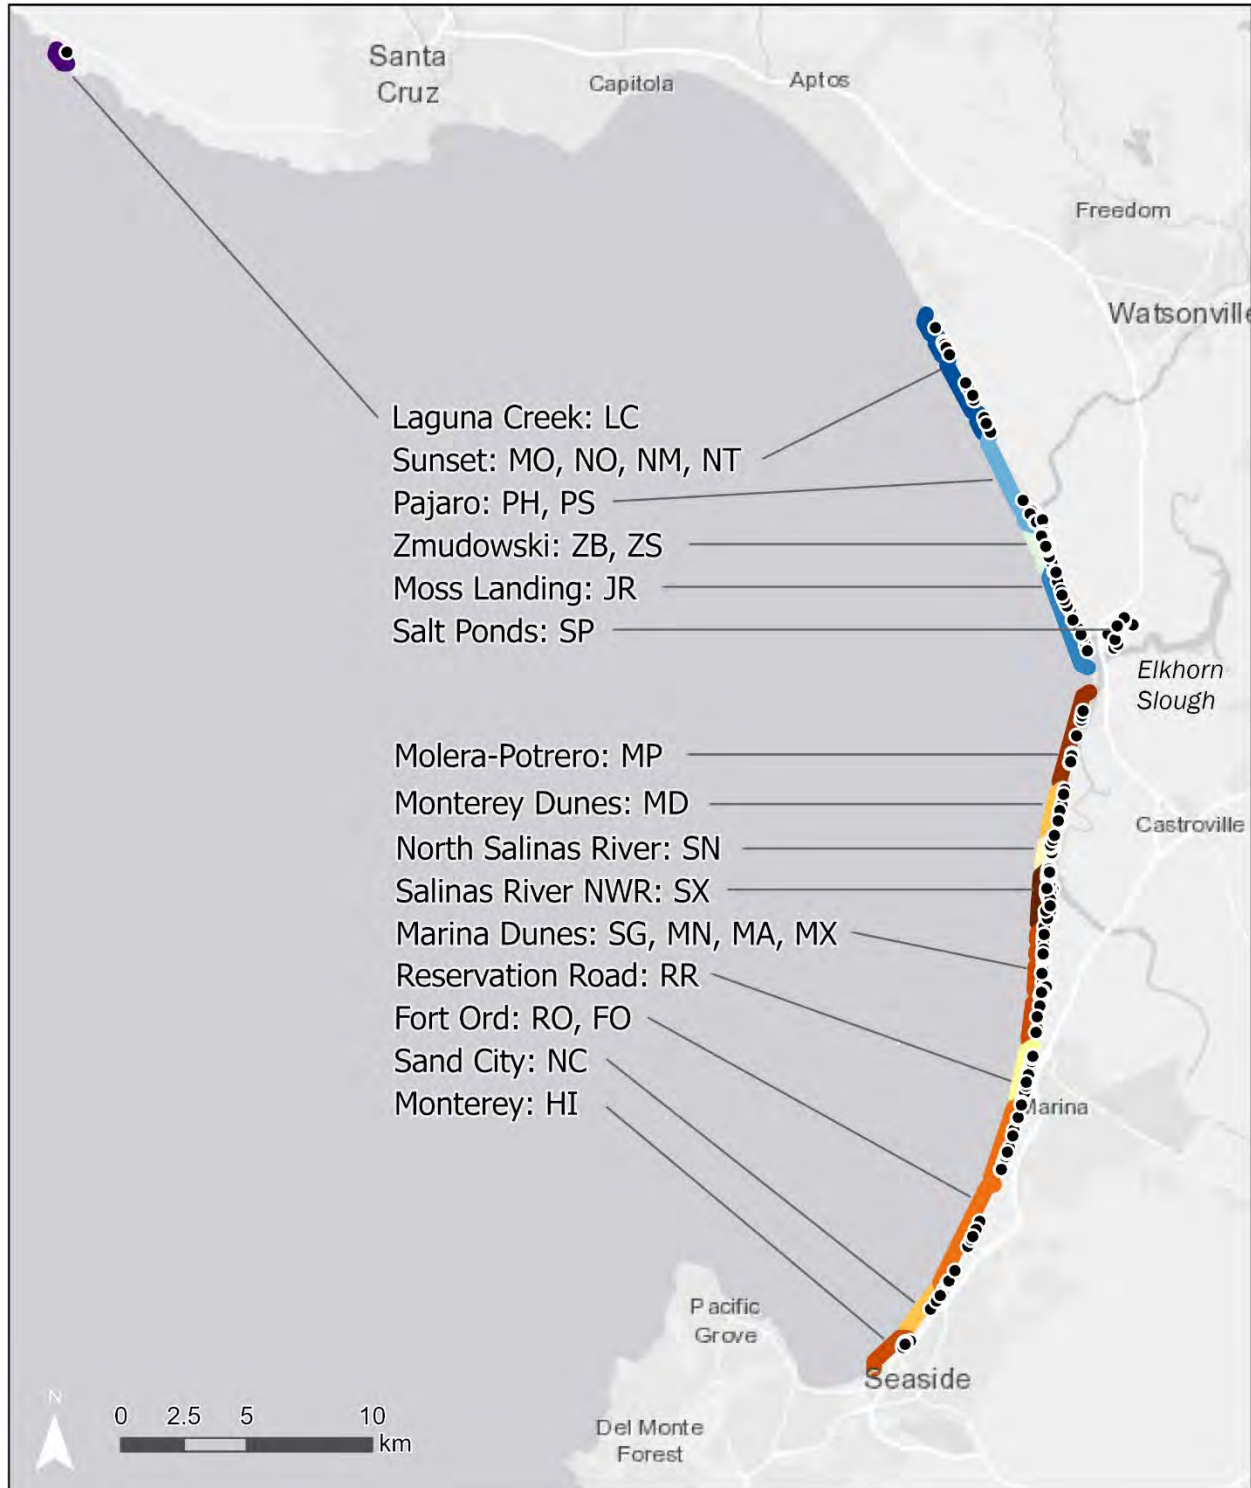 Santa
Cruz
Capitola
Aptos
Freedom
Watsonville
Laguna Creek: LC
Sunset: MO, NO, NM, NT
Pajaro: PH, PS
Zmudowski: ZB, ZS
Moss Landing: JR
Salt Ponds: SP
Elkhorn
Slough
Molera-Potrero: MP
Monterey Dunes: MD
Castroville
North Salinas River: SN
Salinas River NWR: SX
Marina Dunes: SG, MN, MA, MX
Reservation Road: RR
Fort Ord: RO, FO
Sand City: NC
Monterey: HI
Marina
Pacific
Grove
Seaside
Del Monte
Forest
N
0 2.5 5 10
km